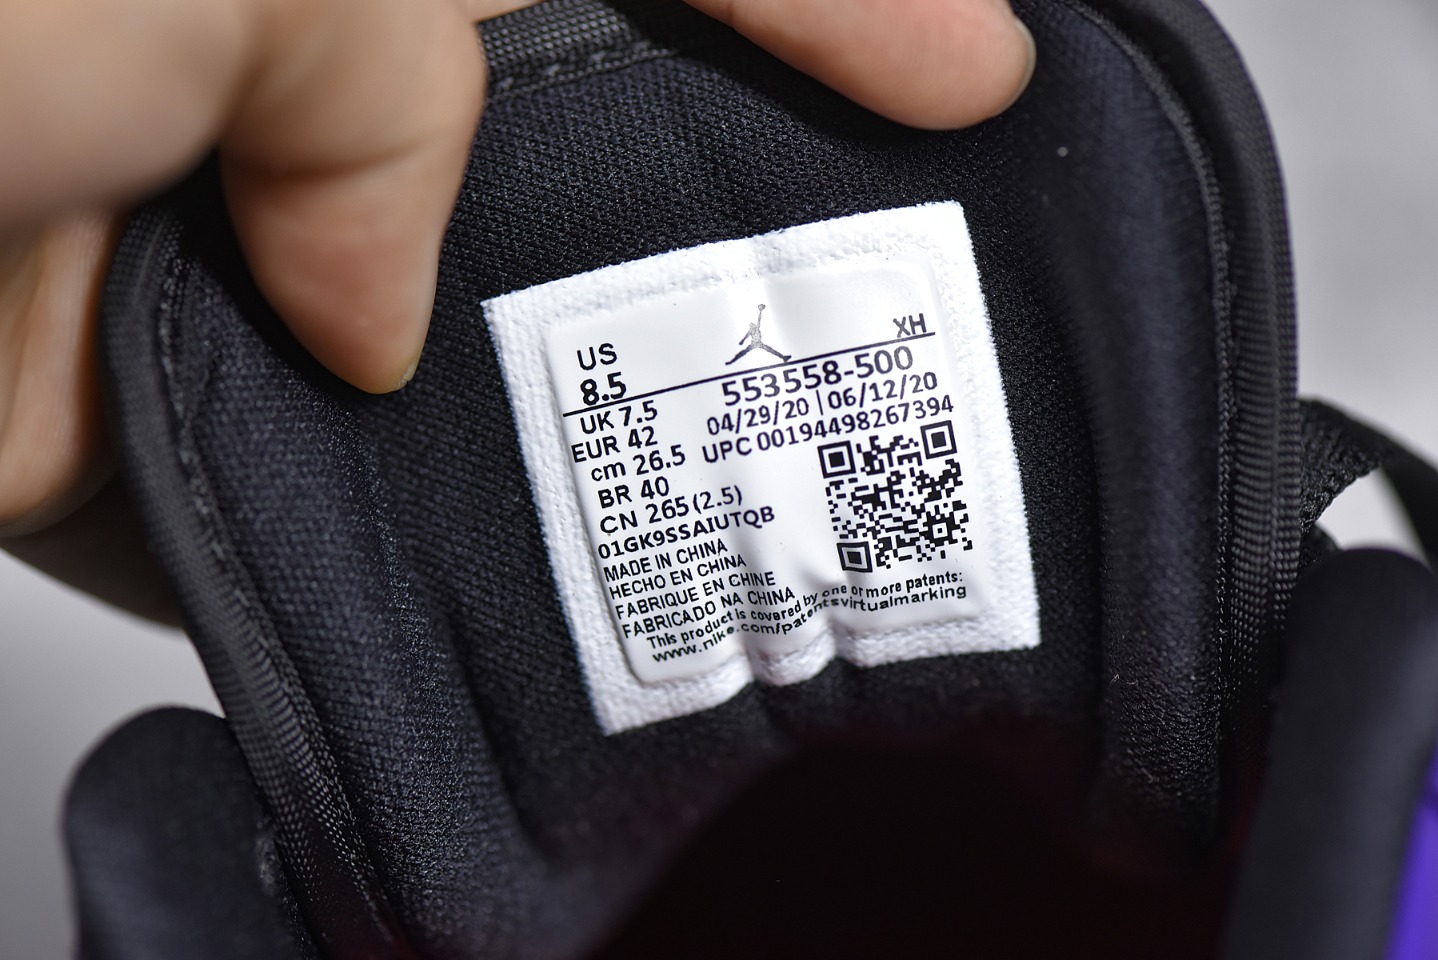 US
8.5
XH
553558-500
04/29/20 | 06/12/20
UPC 00194498267394
UK 7.5
EUR 42
cm 26.5
BR 40
CN 265 (2.5)
01GK9SSAIUTQB
MADE IN CHINA
HECHO EN CHINA
FABRIQUE EN CHINE
FABRICADO NA CHINA
This product is covered by one or more patents:
www.nike.com/patentsvirtualmarking